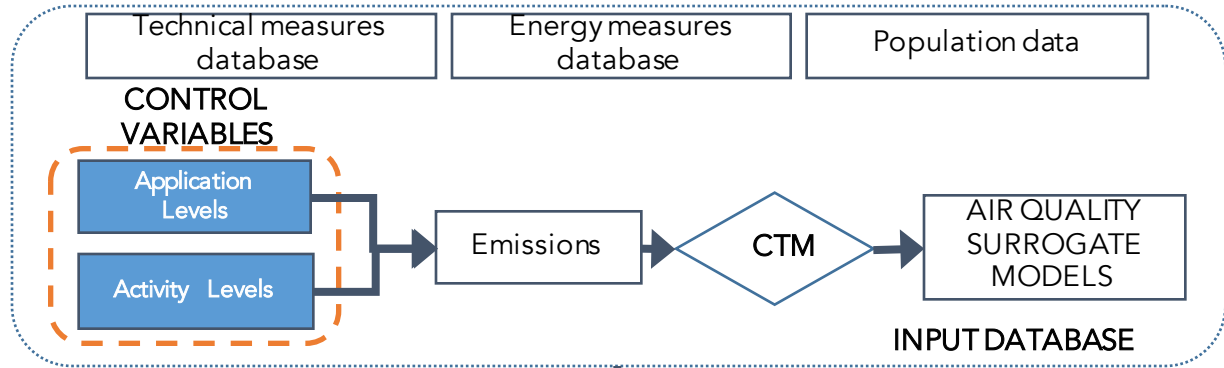 Technical measures
database
Energy measures
database
Population data
CONTROL
VARIABLES
Application
Levels
Activity Levels
Emissions
CTM
AIR QUALITY
SURROGATE
MODELS
INPUT DATABASE